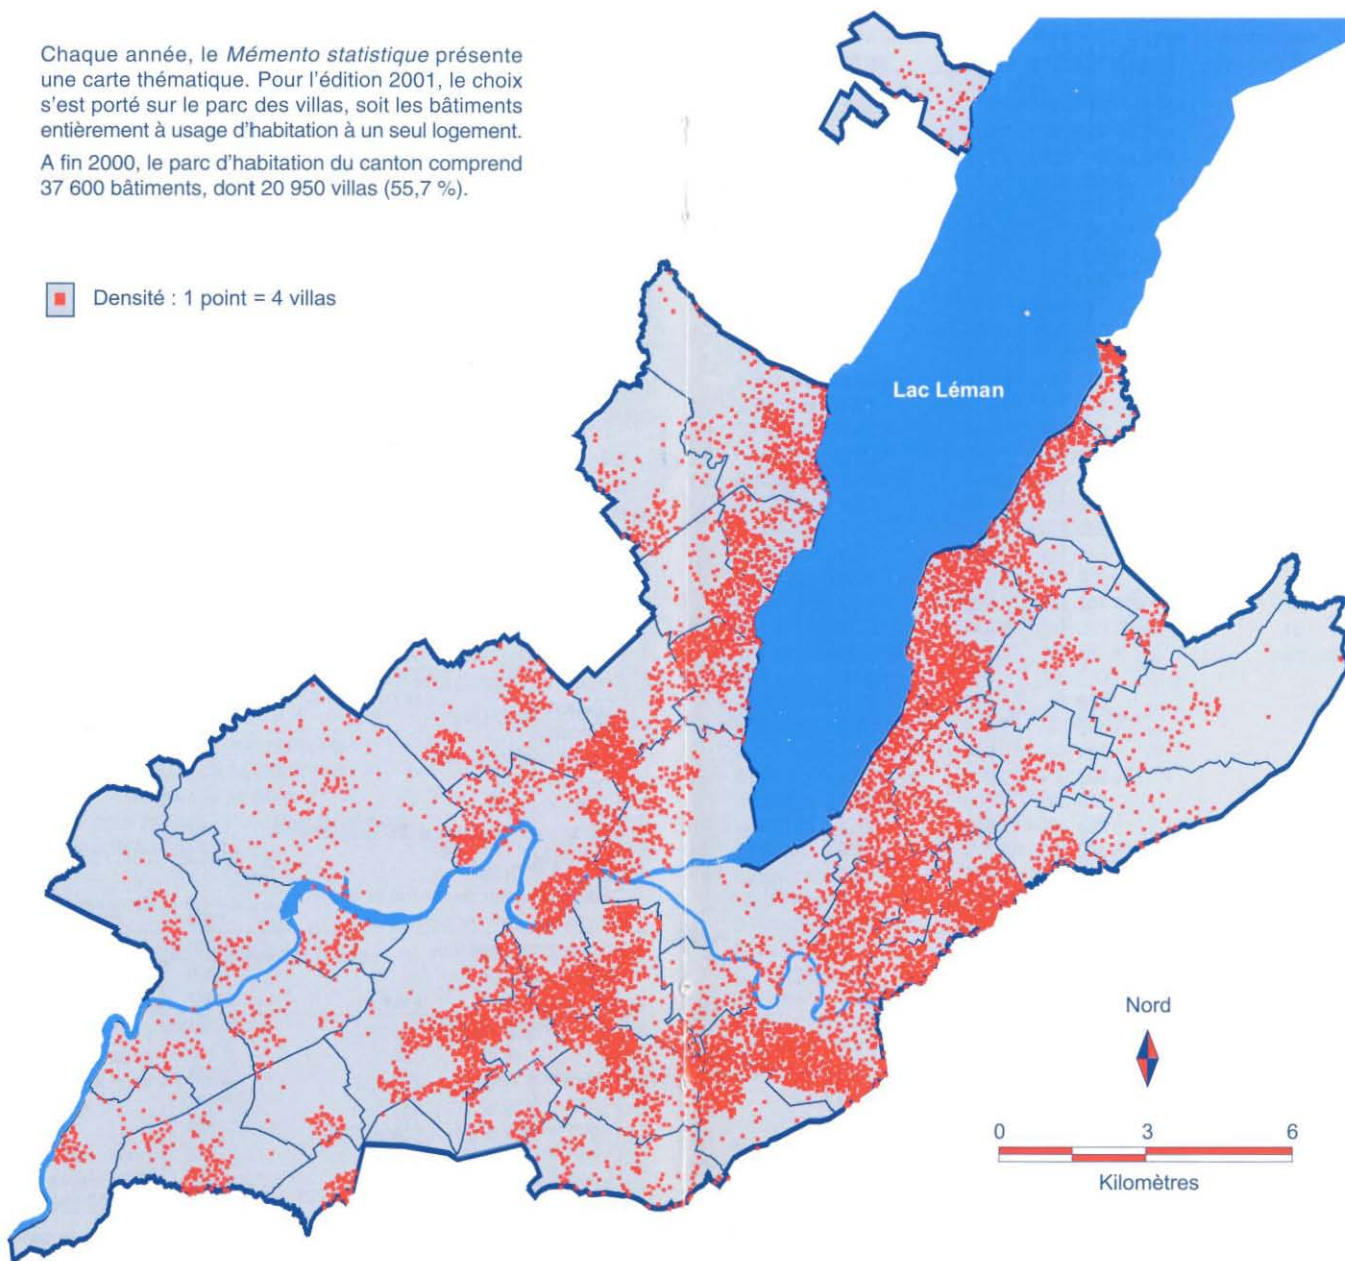 Chaque année, le Mémento statistique présente
une carte thématique. Pour l'édition 2001, le choix
s'est porté sur le parc des villas, soit les bâtiments
entièrement à usage d'habitation à un seul logement.
A fin 2000, le parc d'habitation du canton comprend
37 600 bâtiments, dont 20 950 villas (55,7 %).
Densité : 1 point = 4 villas
Lac Léman
Nord
0 3 6
Kilomètres